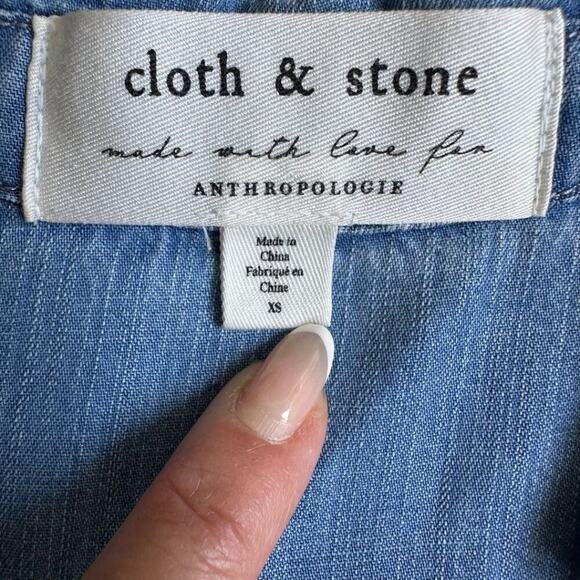 cloth & stone
made with love for
ANTHROPOLOGIE
Made in
China
Fabriqué en
Chine
XS